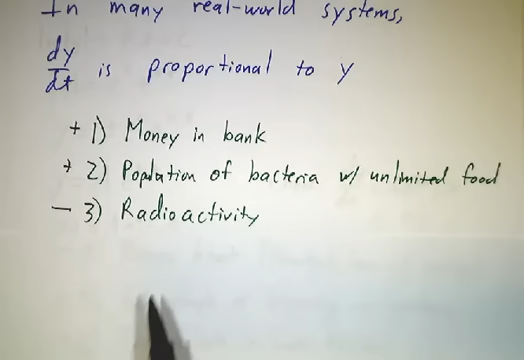 In many real-world systems,
dy/dt is proportional to y
+ 1) Money in bank
+ 2) Poplation of bacteria w/ unlimited food
- 3) Radioactivity